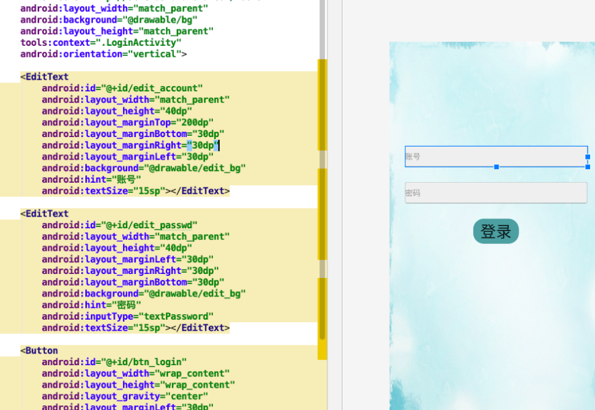 android:layout_width="match_parent"
android:background="@drawable/bg"
android:layout_height="match_parent"
tools:context=".LoginActivity"
android:orientation="vertical">
<EditText
android:id="@+id/edit_account"
android:layout_width="match_parent"
android:layout_height="40dp"
android:layout_marginTop="200dp"
android:layout_marginBottom="30dp"
android:layout_marginRight="30dp"
android:layout_marginLeft="30dp"
android:background="@drawable/edit_bg"
android:hint="账号"
android:textSize="15sp"></EditText>
<EditText
android:id="@+id/edit_passwd"
android:layout_width="match_parent"
android:layout_height="40dp"
android:layout_marginLeft="30dp"
android:layout_marginRight="30dp"
android:layout_marginBottom="30dp"
android:background="@drawable/edit_bg"
android:hint="密码"
android:inputType="textPassword"
android:textSize="15sp"></EditText>
<Button
android:id="@+id/btn_login"
android:layout_width="wrap_content"
android:layout_height="wrap_content"
android:layout_gravity="center"
android:layout_marginLeft="30dp"
账号
密码
登录